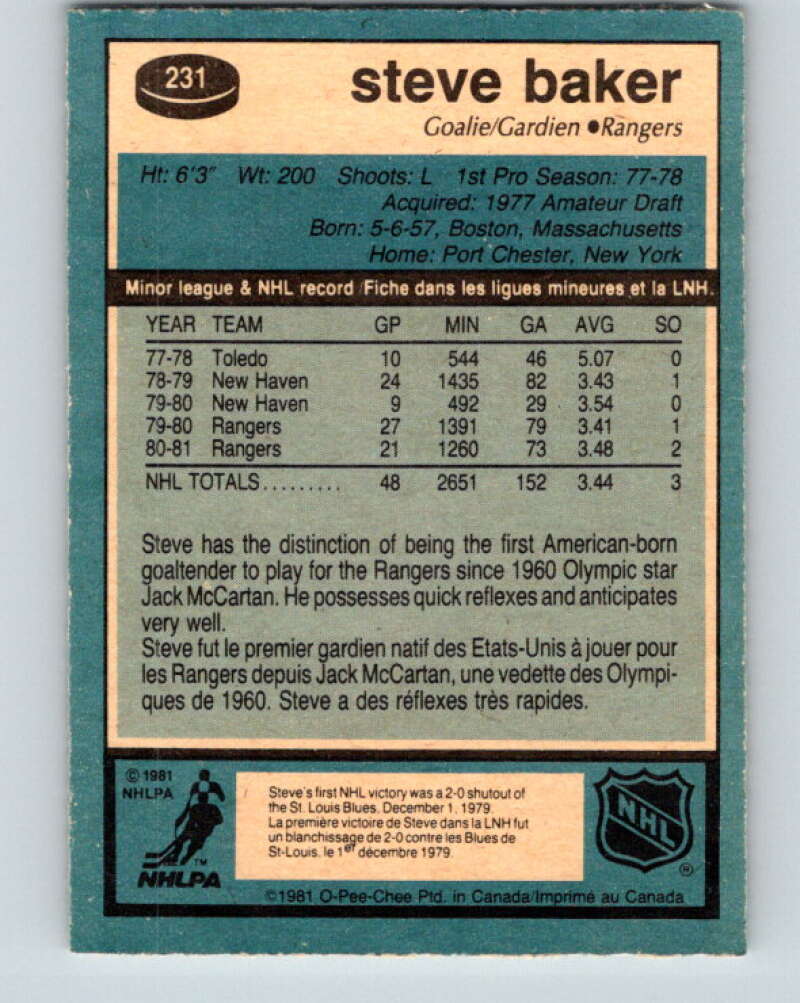 231
steve baker
Goalie/Gardien ●Rangers
Ht: 6'3" Wt: 200 Shoots: L 1st Pro Season: 77-78
Acquired: 1977 Amateur Draft
Born: 5-6-57, Boston, Massachusetts
Home: Port Chester, New York
Minor league & NHL record/Fiche dans les ligues mineures et la LNH.
YEAR TEAM GP MIN GA AVG SO
77-78 Toledo 10 544 46 5.07 0
78-79 New Haven 24 1435 82 3.43 1
79-80 New Haven 9 492 29 3.54 0
79-80 Rangers 27 1391 79 3.41 1
80-81 Rangers 21 1260 73 3.48 2
NHL TOTALS......... 48 2651 152 3.44 3
Steve has the distinction of being the first American-born
goaltender to play for the Rangers since 1960 Olympic star
Jack McCartan. He possesses quick reflexes and anticipates
very well.
Steve fut le premier gardien natif des Etats-Unis à jouer pour
les Rangers depuis Jack McCartan, une vedette des Olympi-
ques de 1960. Steve a des réflexes très rapides.
© 1981
NHLPA
TM
NHLPA
Steve's first NHL victory was a 2-0 shutout of
the St. Louis Blues, December 1, 1979.
La première victoire de Steve dans la LNH fut
un blanchissage de 2-0 contre les Blues de
St-Louis, le 1er décembre 1979.
NHL
®
©1981 O-Pee-Chee Ptd. in Canada/Imprimé au Canada